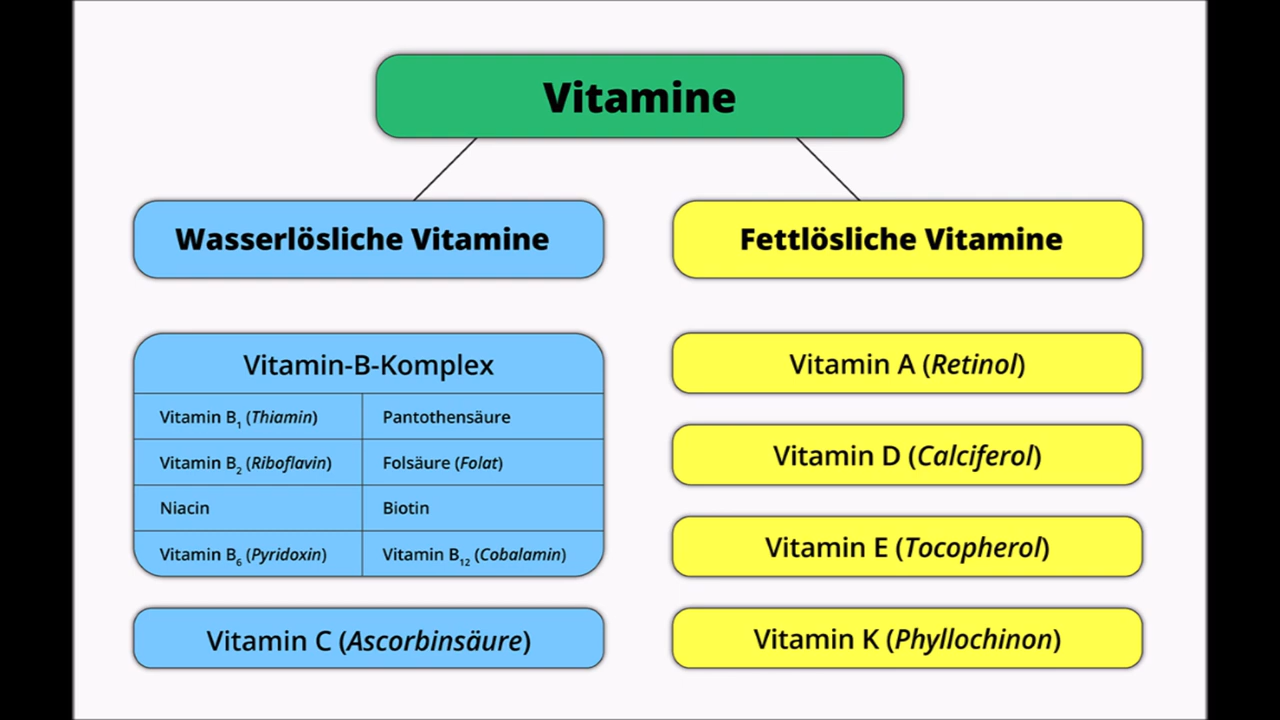 Vitamine
Wasserlösliche Vitamine
Fettlösliche Vitamine
Vitamin-B-Komplex
Vitamin B₁ (Thiamin)
Pantothensäure
Vitamin B₂ (Riboflavin)
Folsäure (Folat)
Niacin
Biotin
Vitamin B₆ (Pyridoxin)
Vitamin B₁₂ (Cobalamin)
Vitamin C (Ascorbinsäure)
Vitamin A (Retinol)
Vitamin D (Calciferol)
Vitamin E (Tocopherol)
Vitamin K (Phyllochinon)